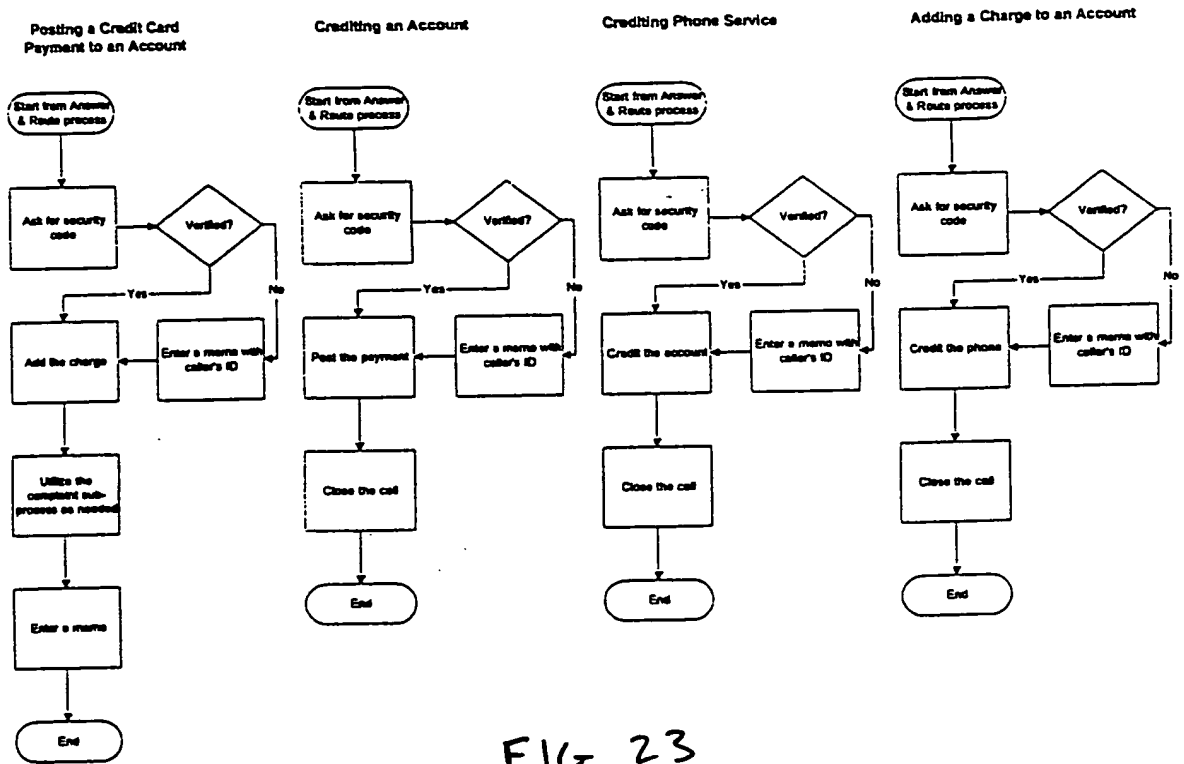 Posting a Credit Card
Payment to an Account
Start from Answer
& Route process
Ask for security
code
Verified?
Yes
No
Add the charge
Enter a memo with
caller's ID
Utilize the
complaint sub-
process as needed
Enter a memo
End
Crediting an Account
Start from Answer
& Route process
Ask for security
code
Verified?
Yes
No
Post the payment
Enter a memo with
caller's ID
Close the call
End
Crediting Phone Service
Start from Answer
& Route process
Ask for security
code
Verified?
Yes
No
Credit the account
Enter a memo with
caller's ID
Close the call
End
Adding a Charge to an Account
Start from Answer
& Route process
Ask for security
code
Verified?
Yes
No
Credit the phone
Enter a memo with
caller's ID
Close the call
End
FIG 23